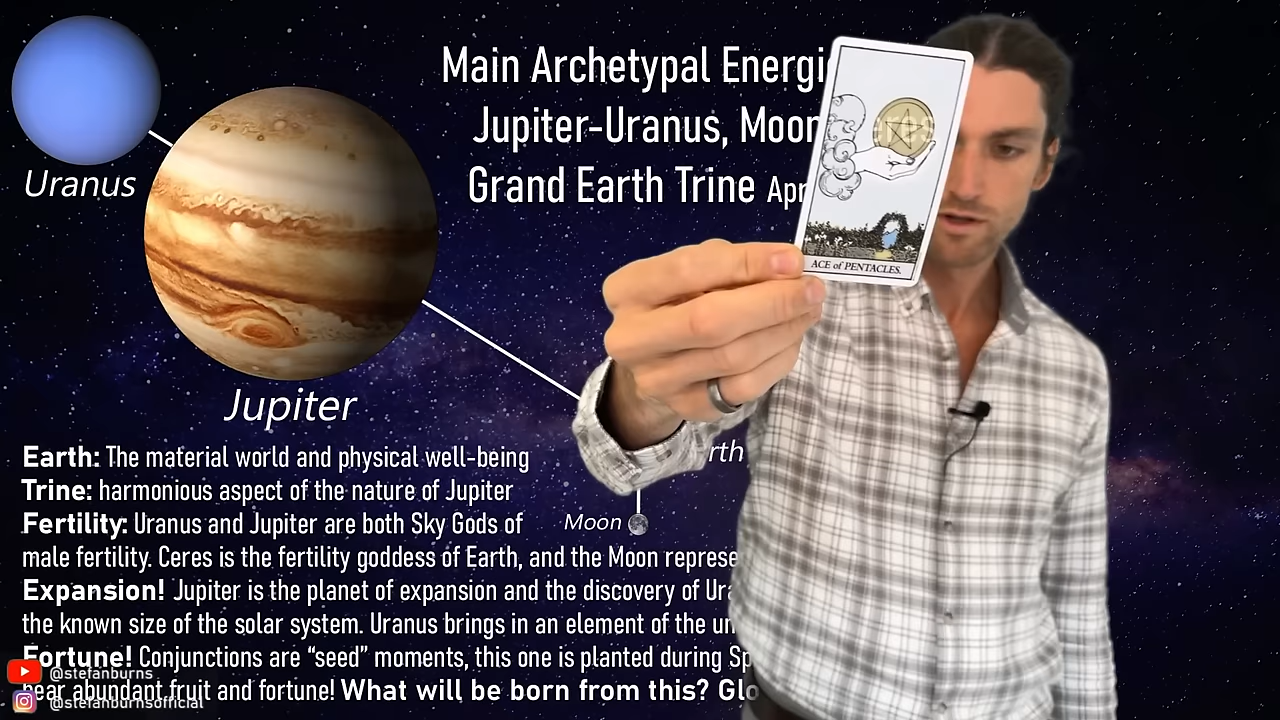 Main Archetypal Energi
Jupiter-Uranus, Moon
Grand Earth Trine Apr
Uranus
Jupiter
ACE of PENTACLES.
rth
Moon
Earth: The material world and physical well-being
Trine: harmonious aspect of the nature of Jupiter
Fertility: Uranus and Jupiter are both Sky Gods of
male fertility. Ceres is the fertility goddess of Earth, and the Moon represe
Expansion! Jupiter is the planet of expansion and the discovery of Ura
the known size of the solar system. Uranus brings in an element of the un
Fortune! Conjunctions are “seed” moments, this one is planted during Sp
bear abundant fruit and fortune! What will be born from this? Glo
@stefanburns
@stefanburnsofficial